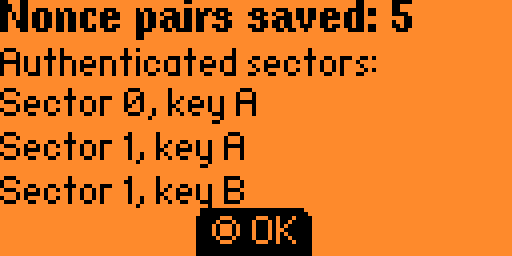 Nonce pairs saved: 5
Authenticated sectors:
Sector 0, key A
Sector 1, key A
Sector 1, key B
OK